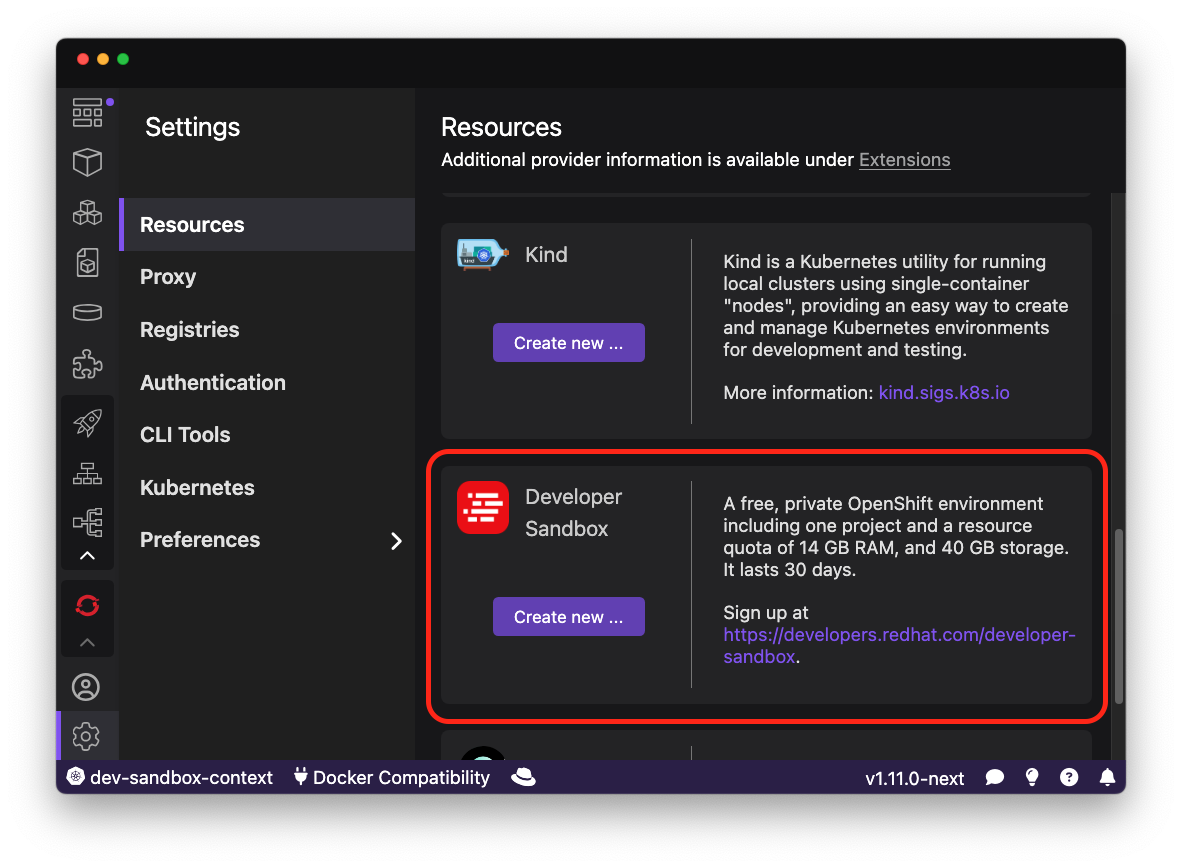 Settings
Resources
Proxy
Registries
Authentication
CLI Tools
Kubernetes
Preferences
Resources
Additional provider information is available under Extensions
Kind
Create new ...
Kind is a Kubernetes utility for running
local clusters using single-container
"nodes", providing an easy way to create
and manage Kubernetes environments
for development and testing.
More information: kind.sigs.k8s.io
Developer
Sandbox
Create new ...
A free, private OpenShift environment
including one project and a resource
quota of 14 GB RAM, and 40 GB storage.
It lasts 30 days.
Sign up at
https://developers.redhat.com/developer-
sandbox.
dev-sandbox-context Docker Compatibility v1.11.0-next